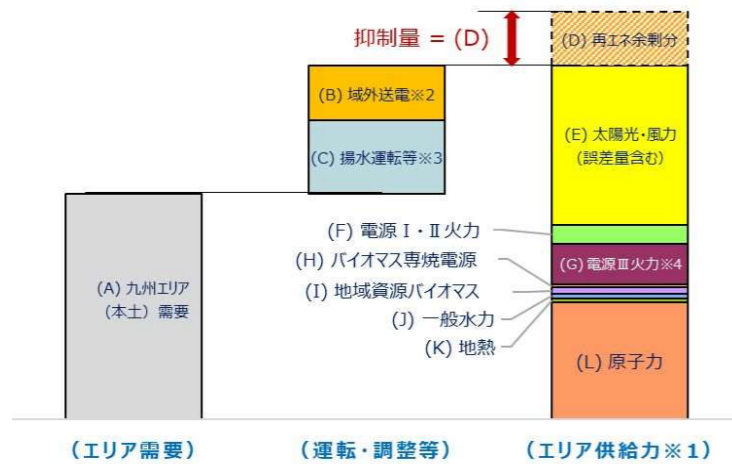 抑制量 = (D)
(D) 再エネ余剰分
(B) 域外送電※2
(C) 揚水運転等※3
(E) 太陽光・風力
(誤差量含む)
(F) 電源Ⅰ・Ⅱ火力
(G) 電源Ⅲ火力※4
(H) バイオマス専焼電源
(I) 地域資源バイオマス
(J) 一般水力
(K) 地熱
(A) 九州エリア
(本土) 需要
(L) 原子力
(エリア需要)
(運転・調整等)
(エリア供給力※1)